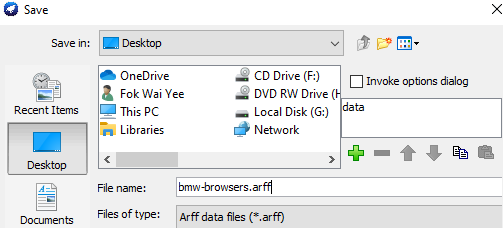 Save
Save in: Desktop
Recent Items
Desktop
Documents
OneDrive
Fok Wai Yee
This PC
Libraries
CD Drive (F:)
DVD RW Drive (H
Local Disk (G:)
Network
Invoke options dialog
data
File name: bmw-browsers.arff
Files of type: Arff data files (*.arff)